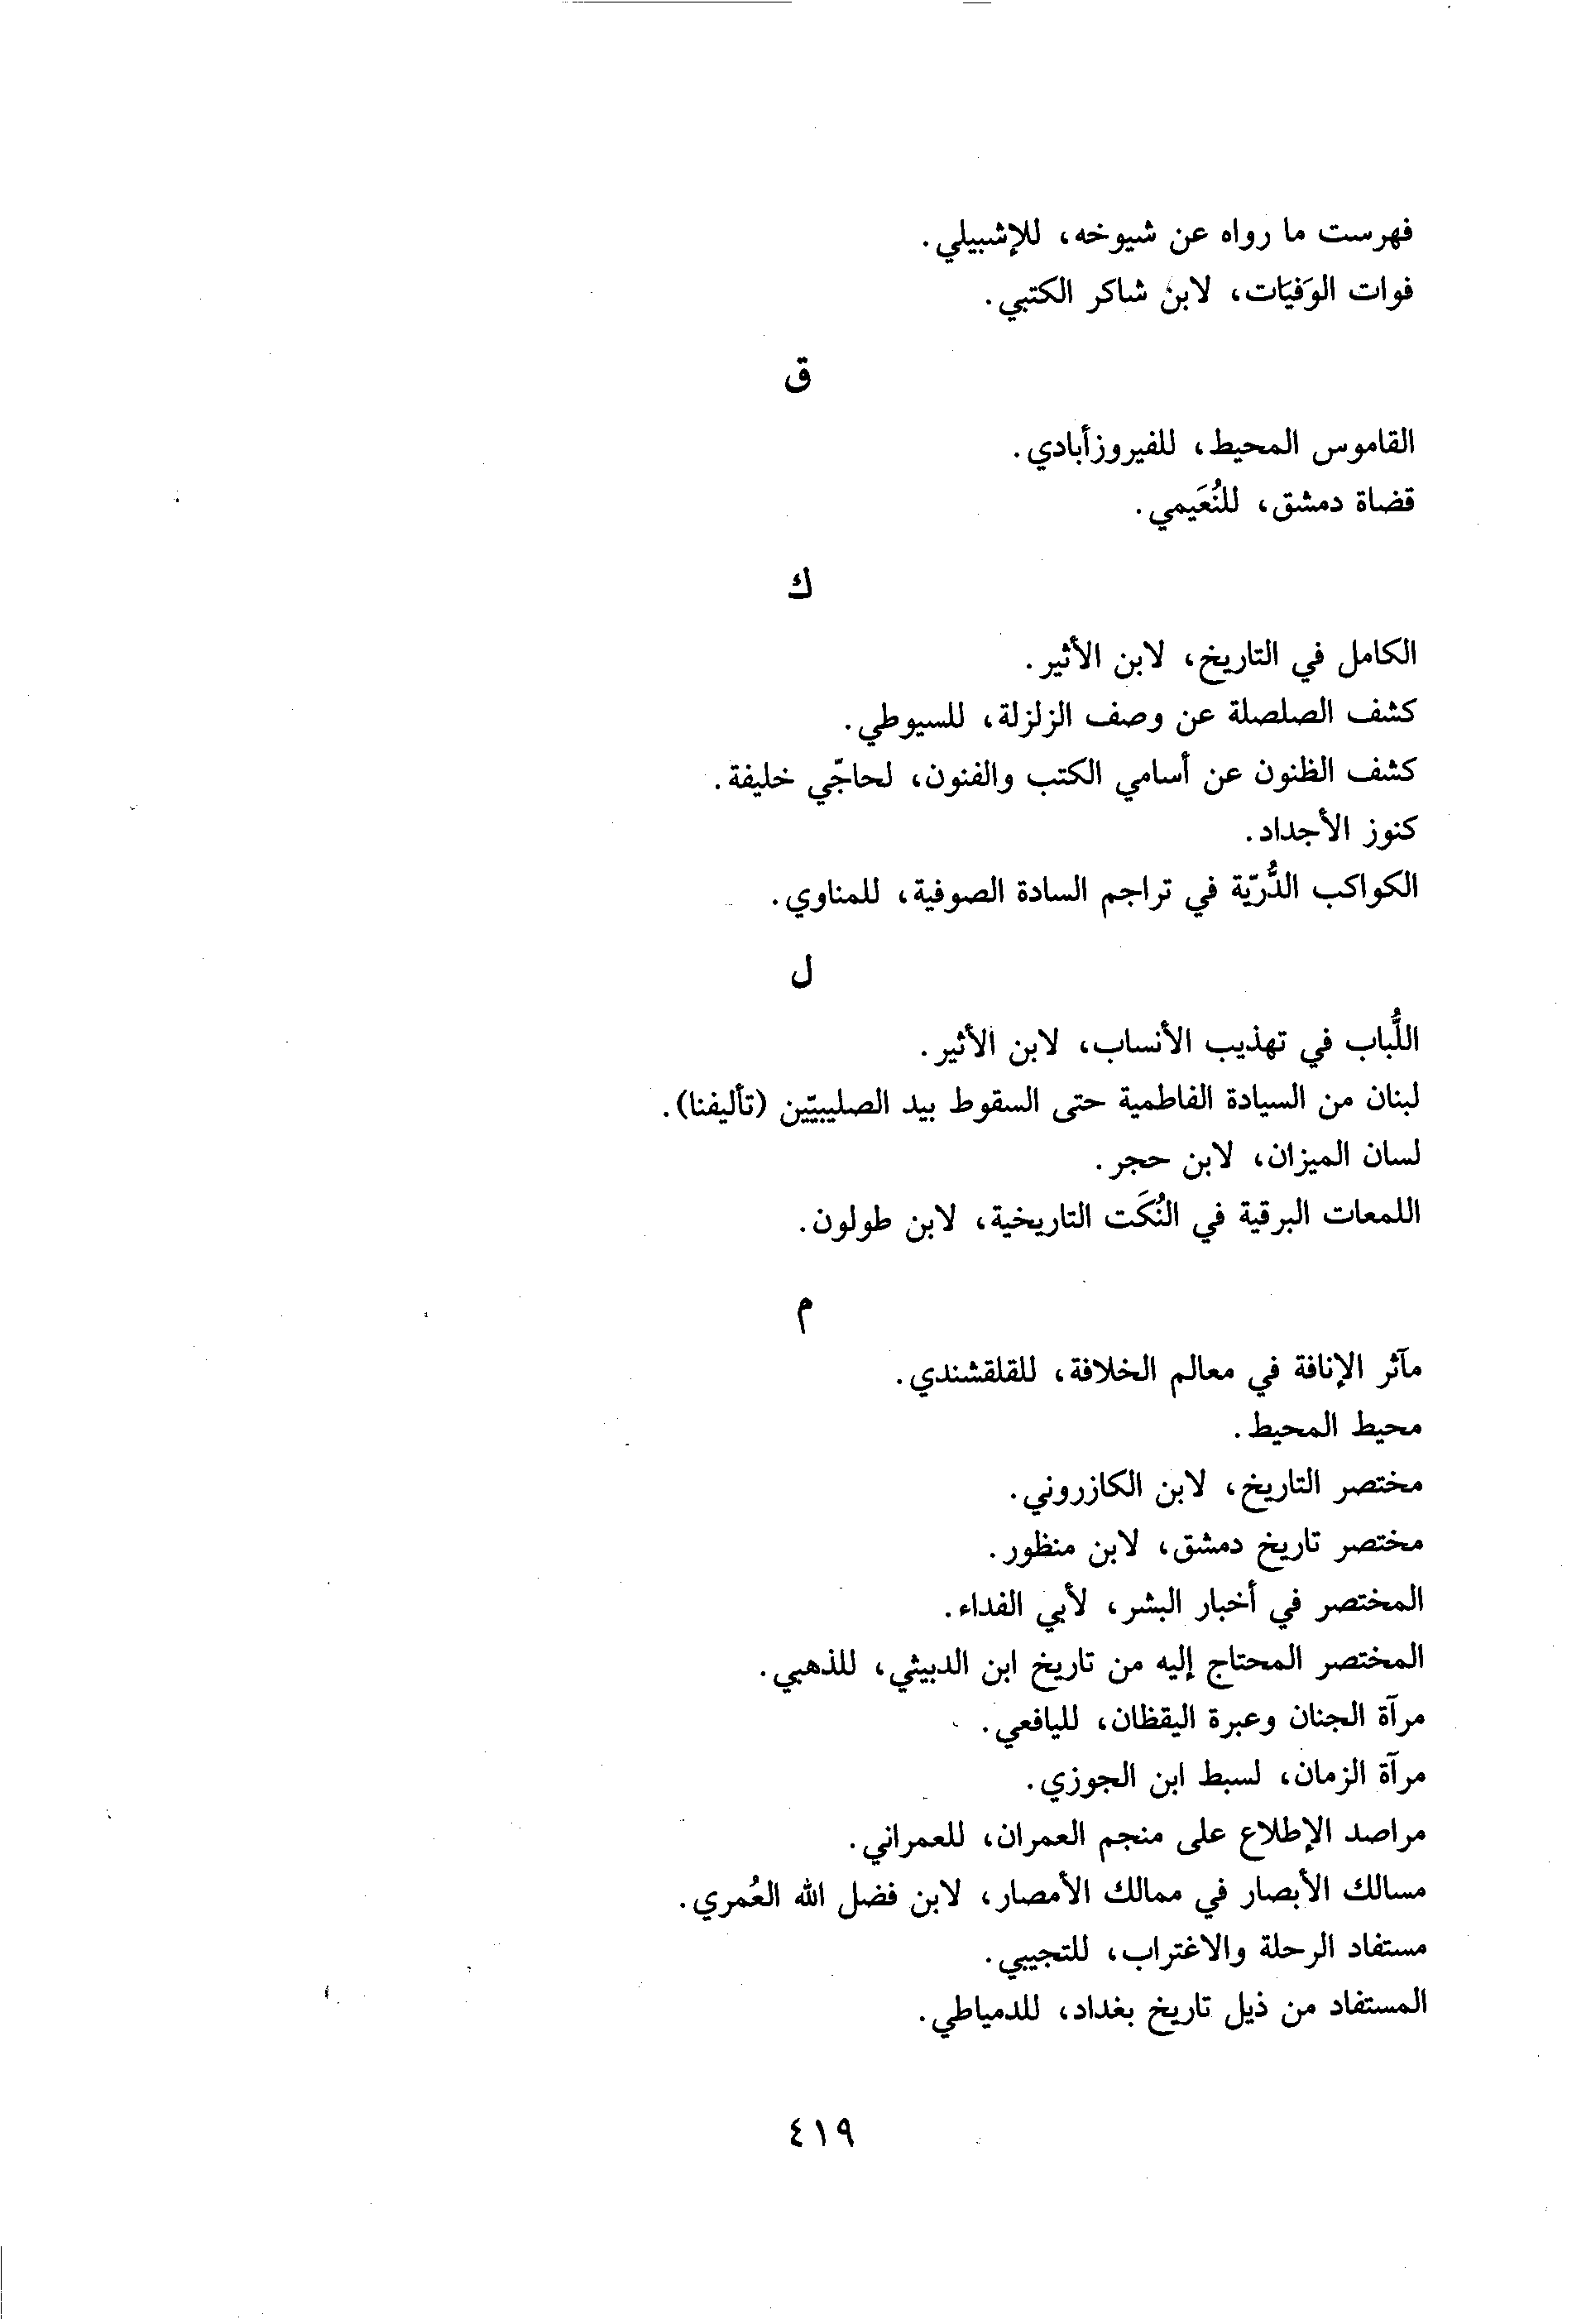 فهرست ما رواه عن شيوخه، للإشبيلي.
فوات الوَفيَات، لابن شاكر الكتبي.
ق
القاموس المحيط، للفيروزأبادي.
قضاة دمشق، للنُعَيمي.
ك
الكامل في التاريخ، لابن الأثير.
كشف الصلصلة عن وصف الزلزلة، للسيوطي.
كشف الظنون عن أسامي الكتب والفنون، لحاجّي خليفة.
كنوز الأجداد.
الكواكب الدُّريّة في تراجم السادة الصوفية، للمناوي.
ل
اللُّباب في تهذيب الأنساب، لابن الأثير.
لبنان من السيادة الفاطمية حتى السقوط بيد الصليبيّين (تأليفنا).
لسان الميزان، لابن حجر.
اللمعات البرقية في النُكَت التاريخية، لابن طولون.
م
مآثر الإنافة في معالم الخلافة، للقلقشندي.
محيط المحيط.
مختصر التاريخ، لابن الكازروني.
مختصر تاريخ دمشق، لابن منظور.
المختصر في أخبار البشر، لأبي الفداء.
المختصر المحتاج إليه من تاريخ ابن الدبيثي، للذهبي.
مرآة الجنان وعبرة اليقظان، لليافعي.
مرآة الزمان، لسبط ابن الجوزي.
مراصد الإطلاع على منجم العمران، للعمراني.
مسالك الأبصار في ممالك الأمصار، لابن فضل الله العُمري.
مستفاد الرحلة والاغتراب، للتجيبي.
المستفاد من ذيل تاريخ بغداد، للدمياطي.
٤١٩